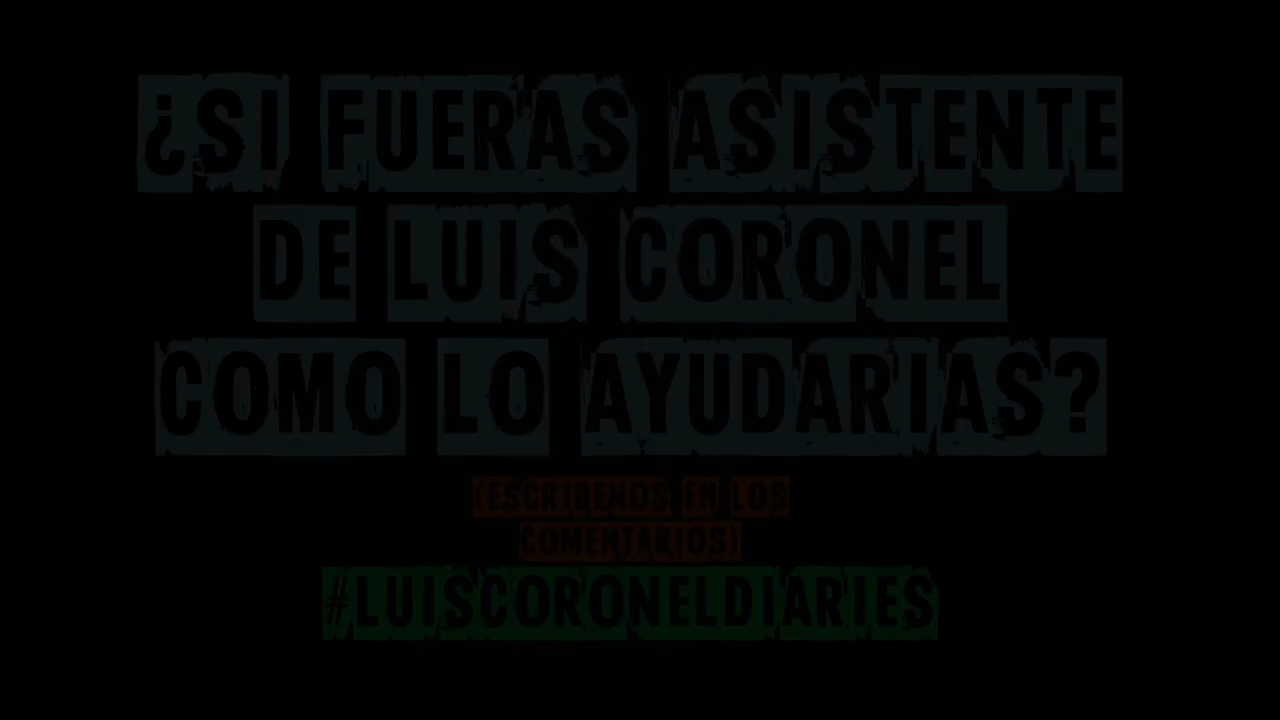 ¿SI FUERAS ASISTENTE
DE LUIS CORONEL
COMO LO AYUDARIAS?
(ESCRIBENOS EN LOS
COMENTARIOS)
#LUISCORONELDIARIES